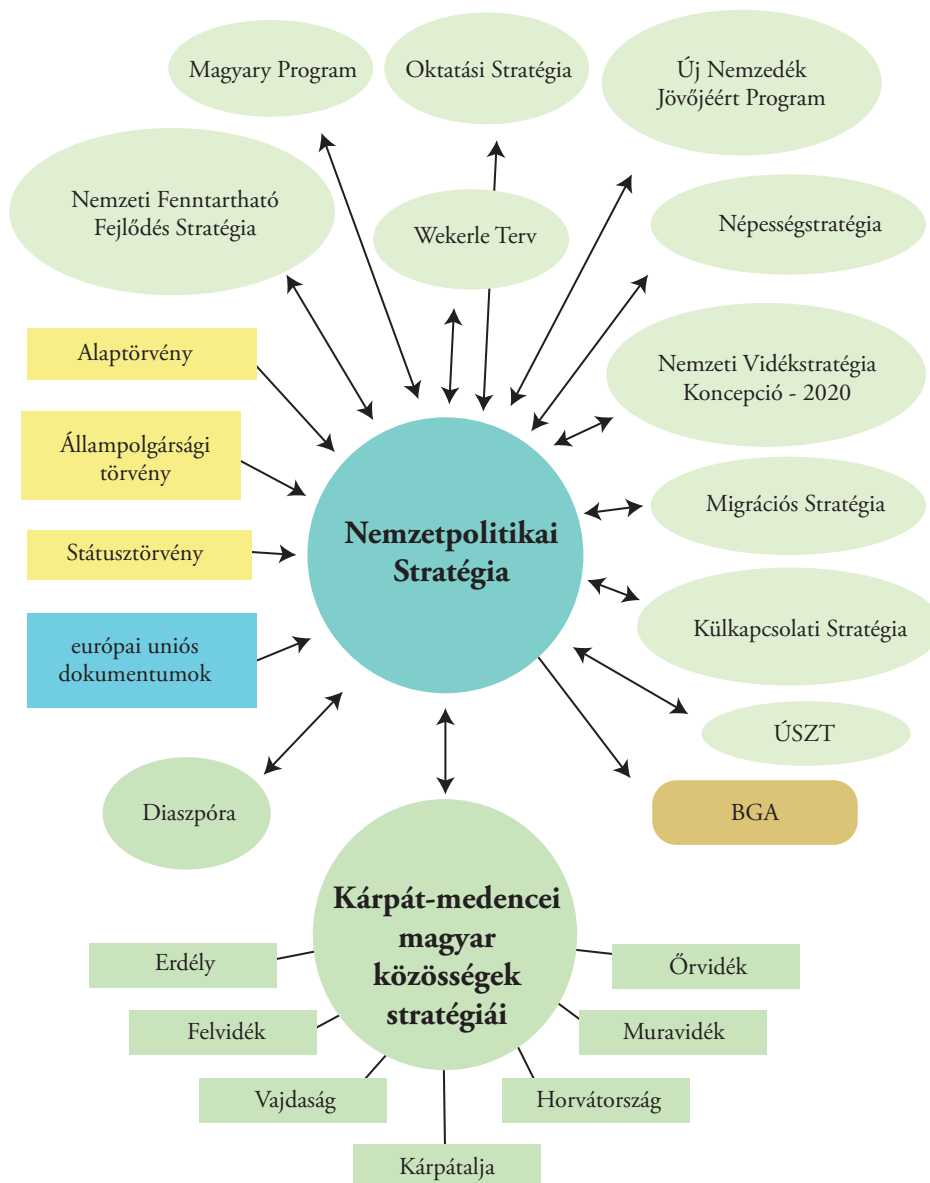 Magyary Program
Oktatási Stratégia
Új Nemzedék
Jövőjéért Program
Nemzeti Fenntartható
Fejlődés Stratégia
Wekerle Terv
Népességstratégia
Alaptörvény
Nemzeti Vidékstratégia
Koncepció - 2020
Állampolgársági
törvény
Migrációs Stratégia
Nemzetpolitikai
Stratégia
Státusztörvény
Külkapcsolati Stratégia
európai uniós
dokumentumok
ÚSZT
Diaszpóra
BGA
Kárpát-medencei
magyar
közösségek
stratégiái
Erdély
Őrvidék
Felvidék
Muravidék
Vajdaság
Horvátország
Kárpátalja